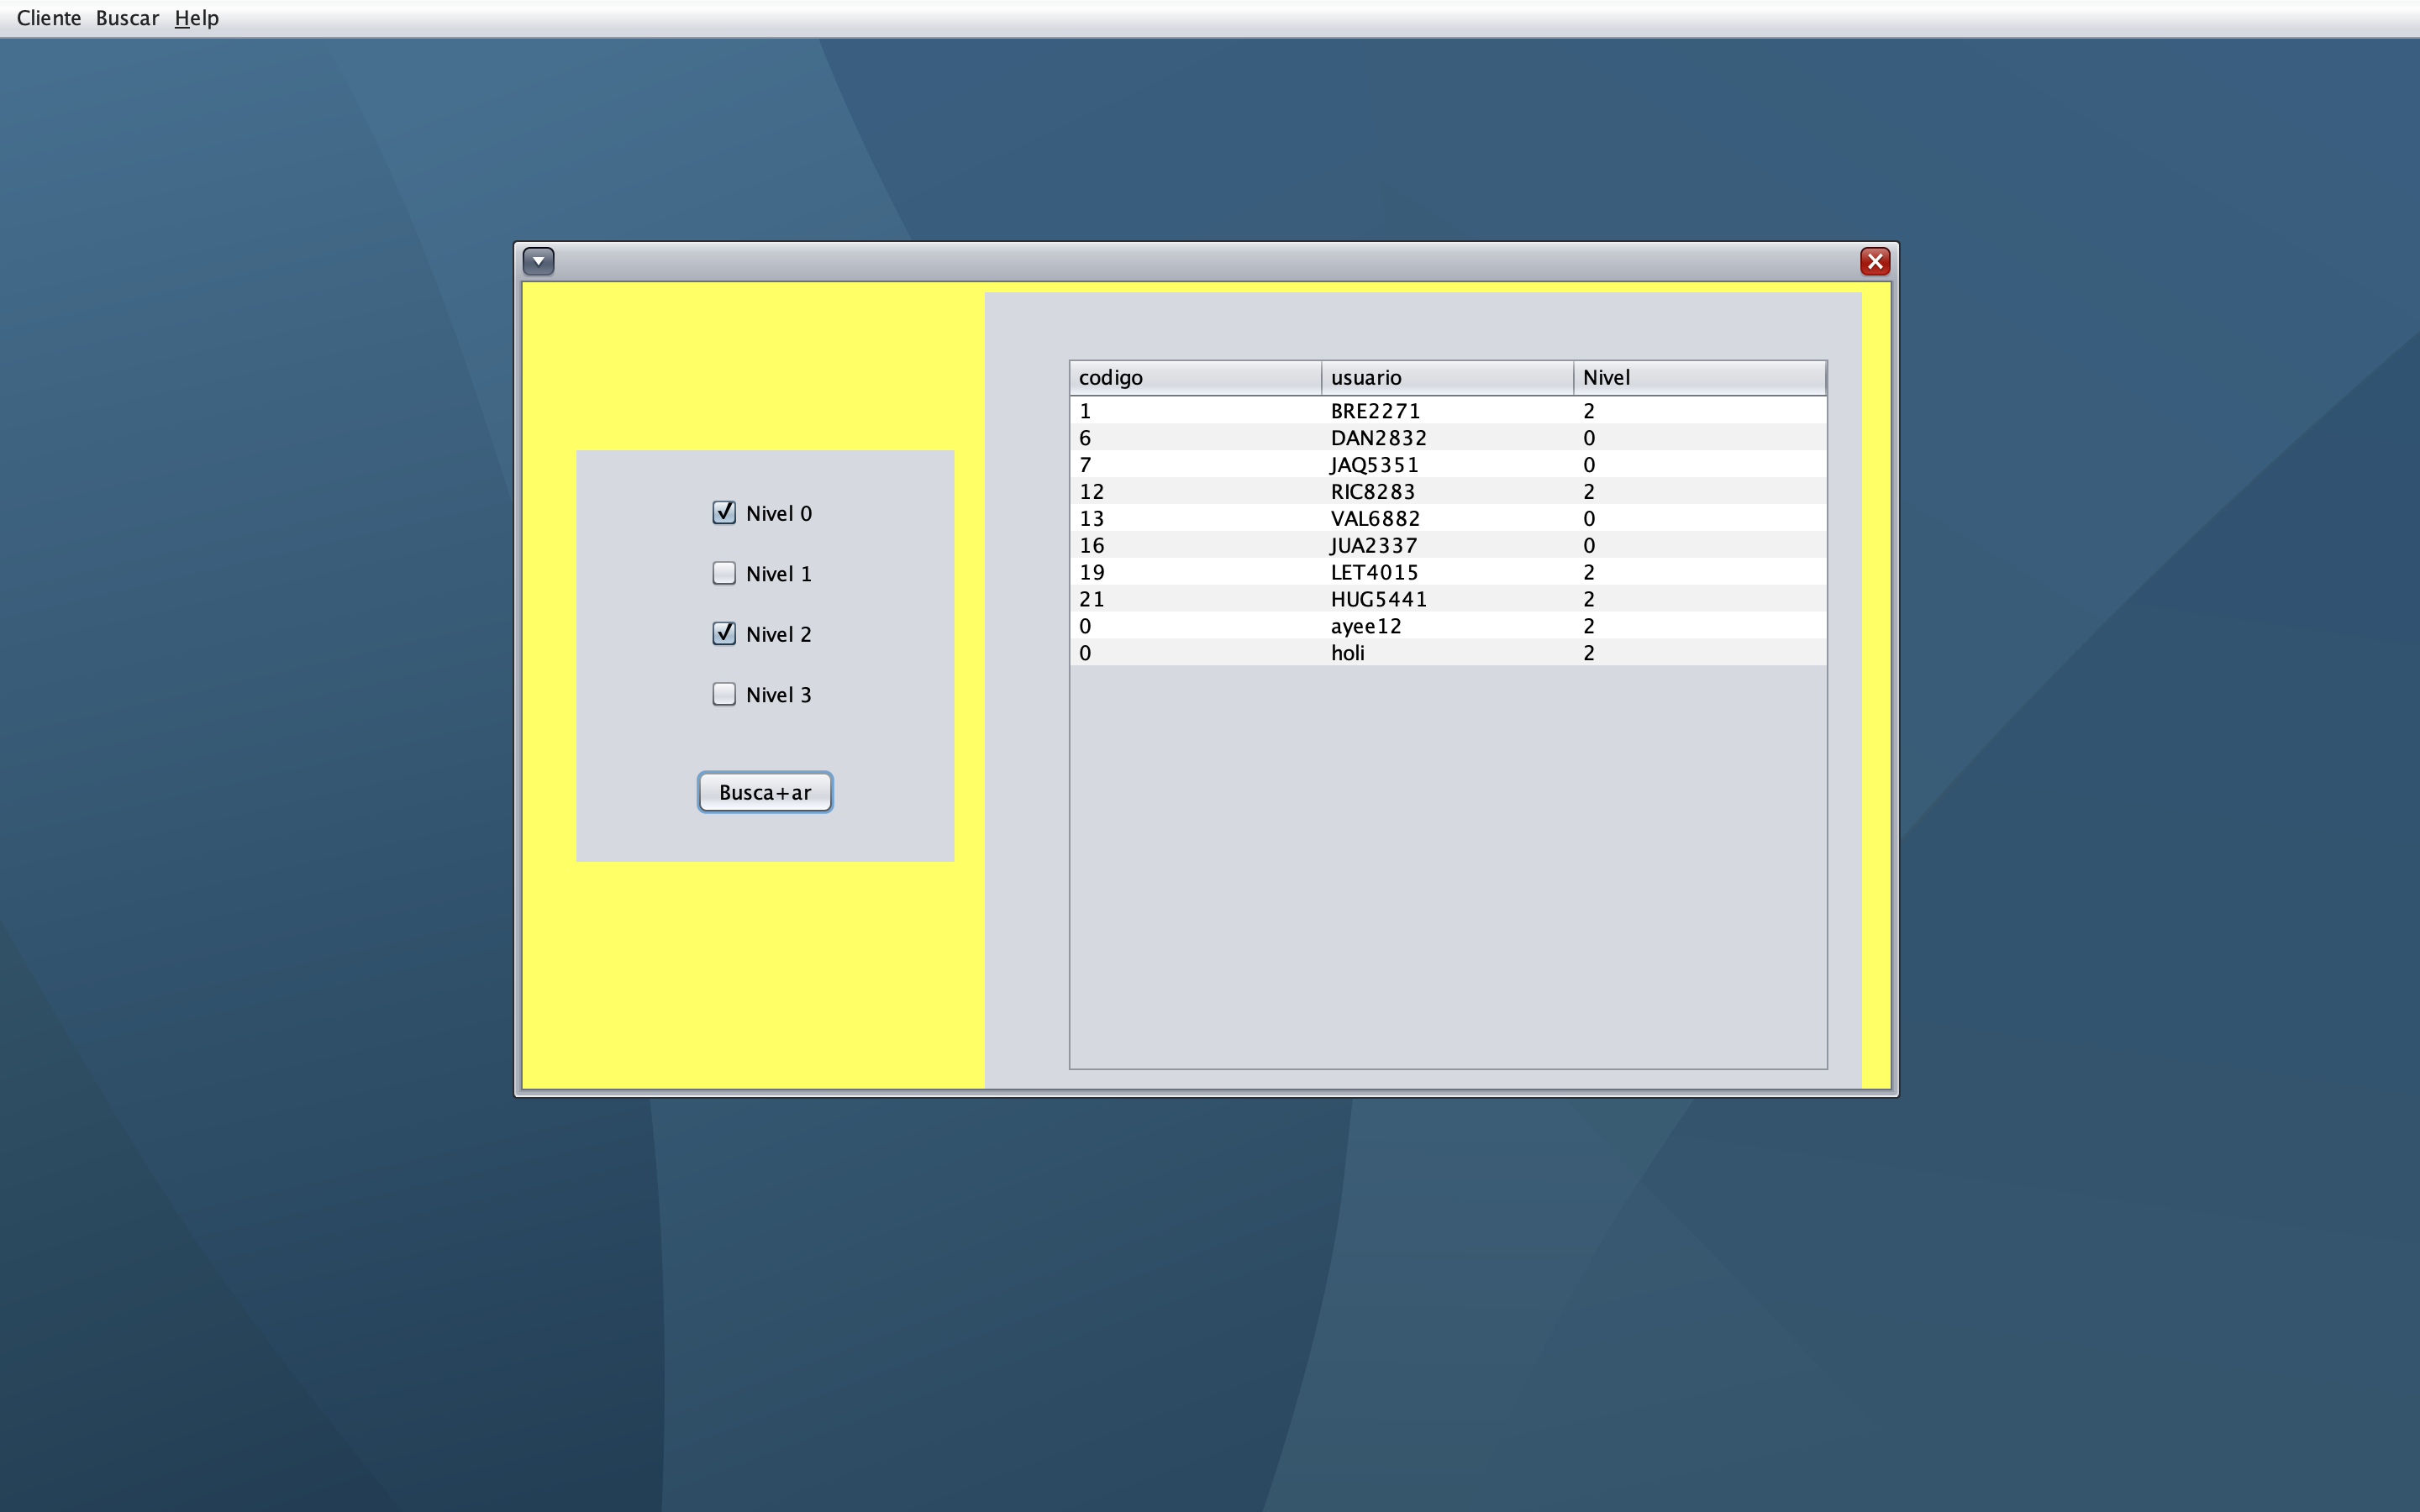 Cliente Buscar Help
Nivel 0
Nivel 1
Nivel 2
Nivel 3
Busca+ar
codigo usuario Nivel
1 BRE2271 2
6 DAN2832 0
7 JAQ5351 0
12 RIC8283 2
13 VAL6882 0
16 JUA2337 0
19 LET4015 2
21 HUG5441 2
0 ayee12 2
0 holi 2